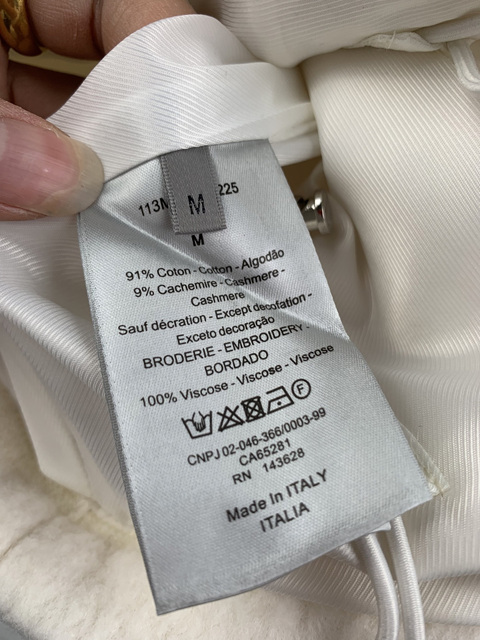 113M 225
M
M
91% Coton - Cotton - Algodão
9% Cachemire - Cashmere -
Cashmere
Sauf décration - Except decofation -
Exceto decoração
BRODERIE - EMBROIDERY -
BORDADO
100% Viscose - Viscose - Viscose
F
CNPJ 02-046-366/0003-99
CA65281
RN 143628
Made in ITALY
ITALIA